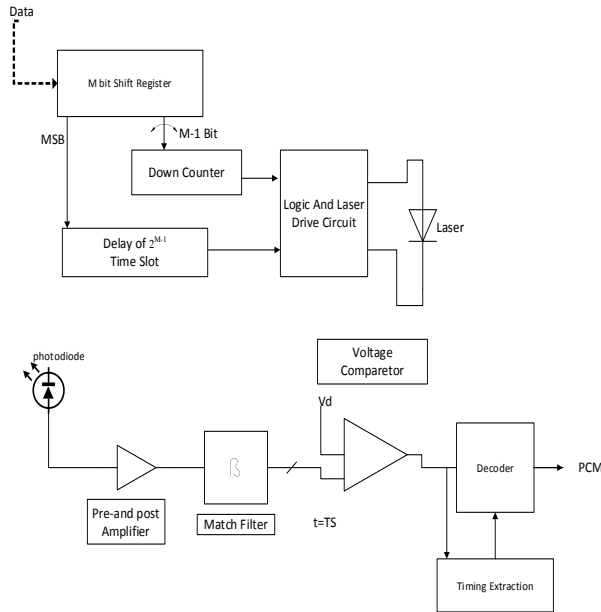 Data
M bit Shift Register
MSB
M-1 Bit
Down Counter
Logic And Laser
Drive Circuit
Delay of 2^M-1
Time Slot
Laser
photodiode
Voltage
Comparetor
Vd
β
Decoder
PCM
Pre-and post
Amplifier
Match Filter
t=TS
Timing Extraction